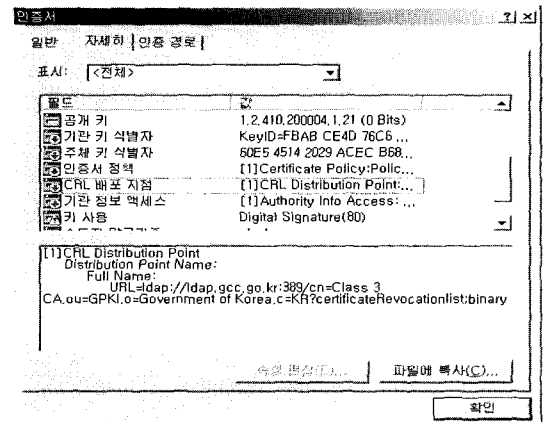 인증서
일반 자세히 인증 경로
표시: <전체>
필드 값
공개 키 1.2.410.200004.1.21 (0 Bits)
기관 키 식별자 KeyID=FBAB CE4D 76C6 ...
주체 키 식별자 60E5 4514 2029 ACEC B68...
인증서 정책 [1]Certificate Policy:Polic...
CRL 배포 지점 [1]CRL Distribution Point:...
기관 정보 액세스 [1]Authority Info Access: ...
키 사용 Digital Signature(80)
[1]CRL Distribution Point
Distribution Point Name:
Full Name:
URL=ldap://ldap.gcc.go.kr:389/cn=Class 3
CA,ou=GPKI,o=Government of Korea,c=KR?certificateRevocationlist;binary
속성 편집(E)... 파일에 복사(C)...
확인